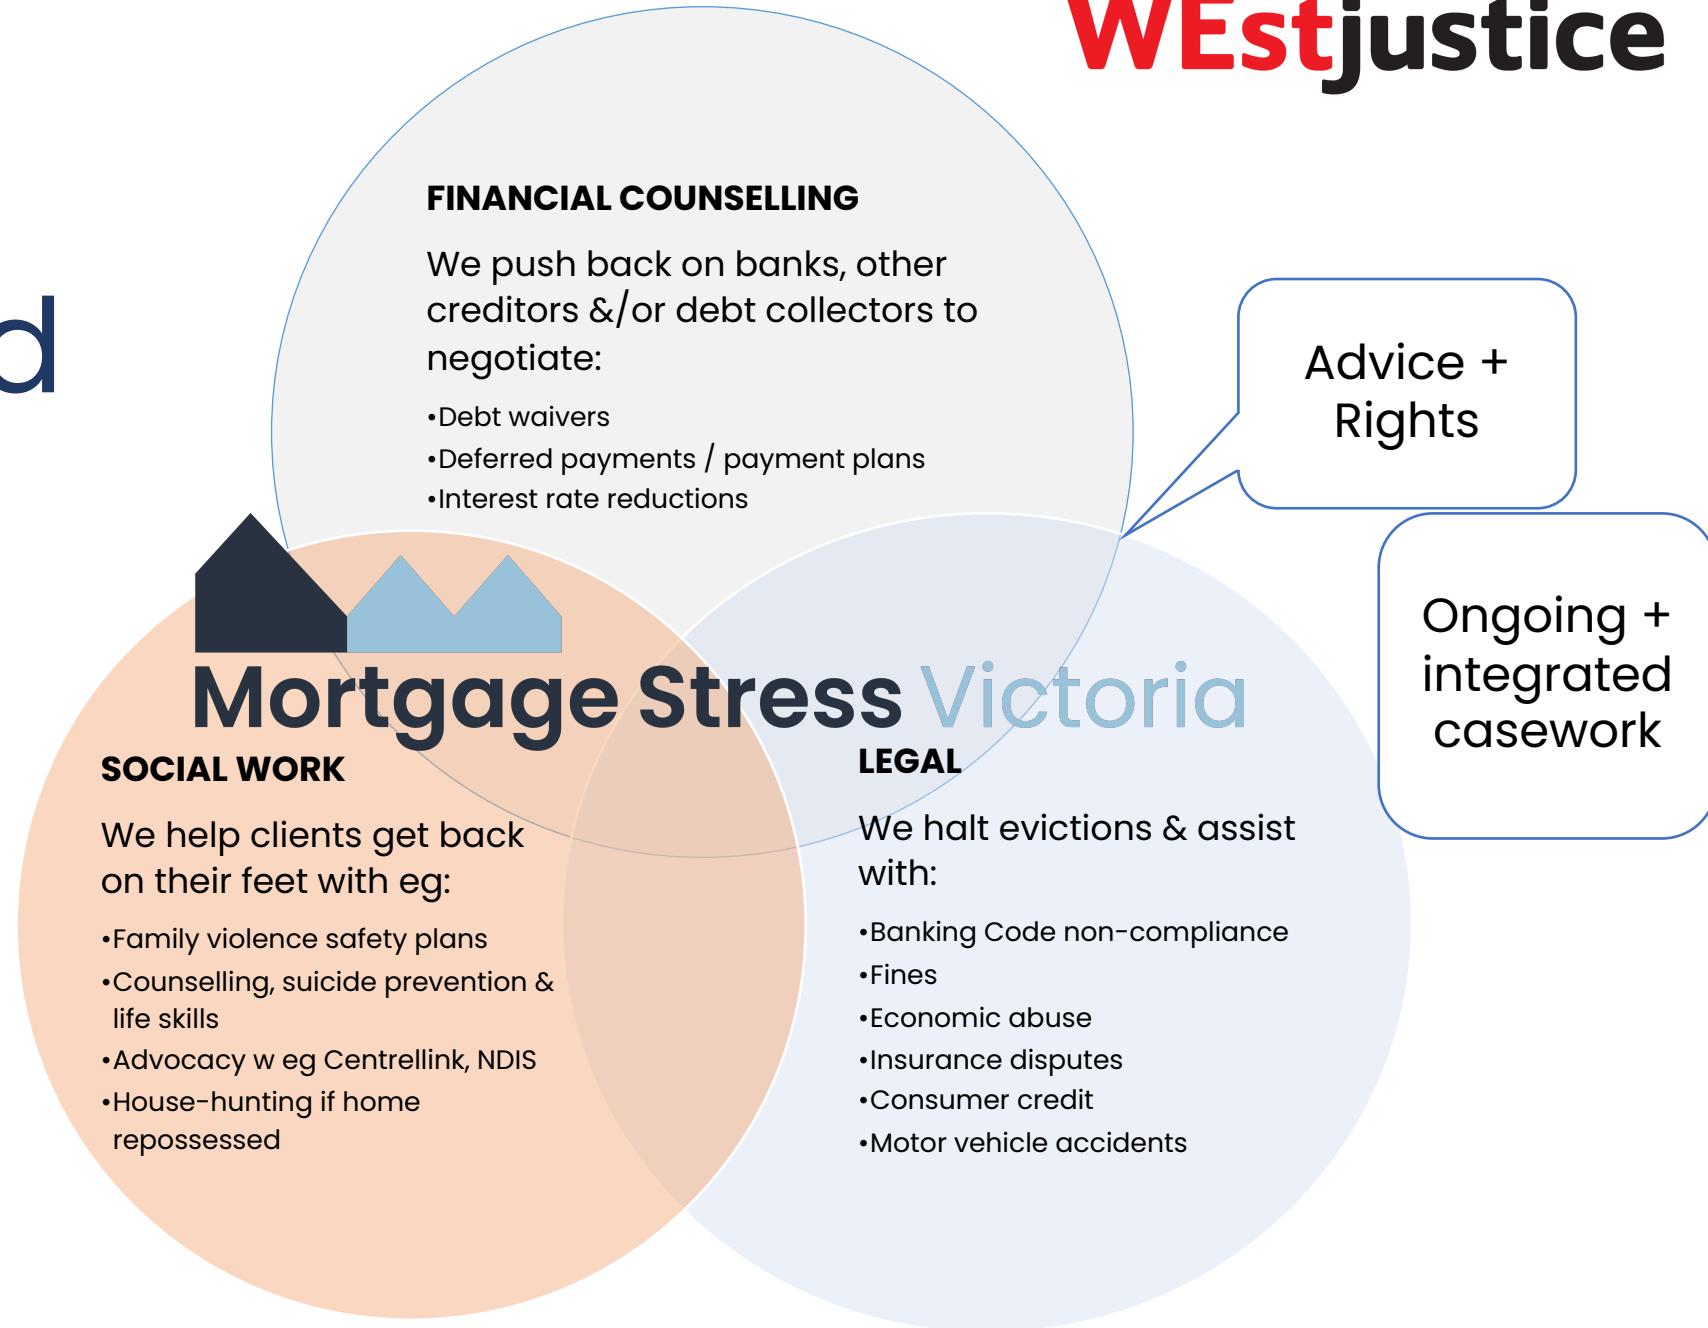 WEstjustice
d
FINANCIAL COUNSELLING
We push back on banks, other
creditors &/or debt collectors to
negotiate:
•Debt waivers
•Deferred payments / payment plans
•Interest rate reductions
Advice +
Rights
Ongoing +
integrated
casework
Mortgage Stress Victoria
SOCIAL WORK
We help clients get back
on their feet with eg:
•Family violence safety plans
•Counselling, suicide prevention &
life skills
•Advocacy w eg Centrellink, NDIS
•House-hunting if home
repossessed
LEGAL
We halt evictions & assist
with:
•Banking Code non-compliance
•Fines
•Economic abuse
•Insurance disputes
•Consumer credit
•Motor vehicle accidents